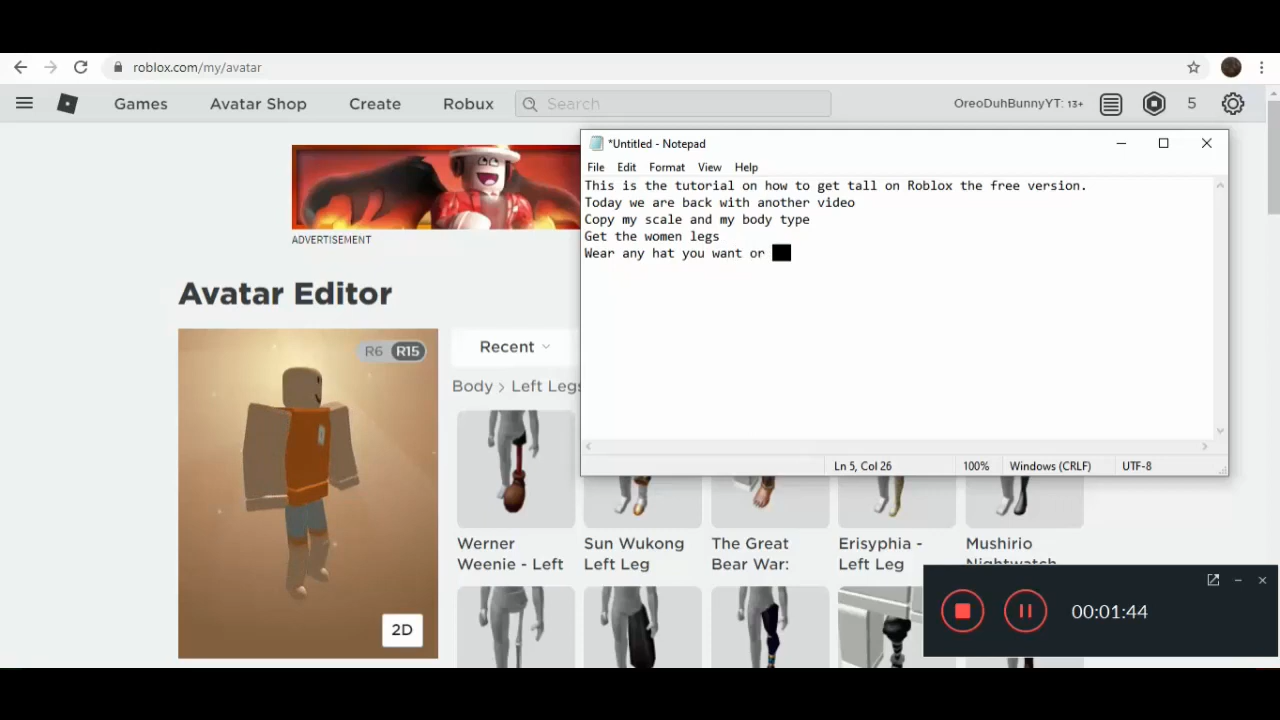 roblox.com/my/avatar
Games Avatar Shop Create Robux Search OreoDuhBunnyYT: 13+ 5
*Untitled - Notepad
File Edit Format View Help
This is the tutorial on how to get tall on Roblox the free version.
Today we are back with another video
Copy my scale and my body type
Get the women legs
Wear any hat you want or
Ln 5, Col 26 100% Windows (CRLF) UTF-8
ADVERTISEMENT
Avatar Editor
R6 R15
2D
Recent
Body > Left Legs
Werner
Weenie - Left
Sun Wukong
Left Leg
The Great
Bear War:
Erisyphia -
Left Leg
Mushirio
Nightwatch
00:01:44